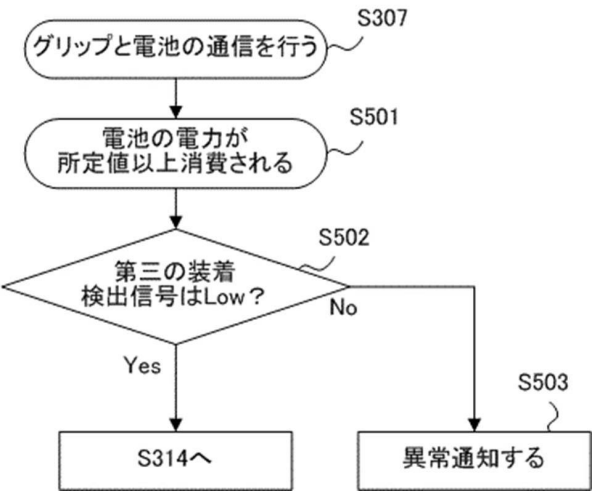 S307
グリップと電池の通信を行う
S501
電池の電力が
所定値以上消費される
S502
第三の装着
検出信号はLow？
No
Yes
S503
S314へ
異常通知する